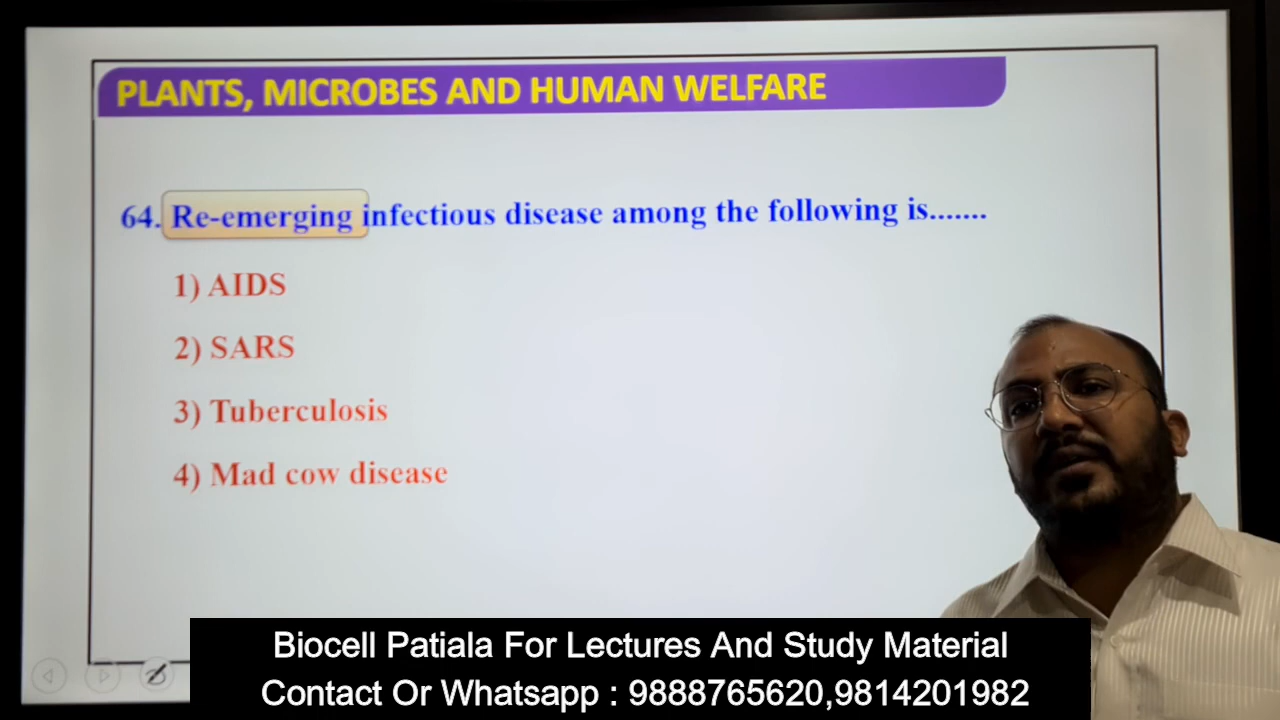 PLANTS, MICROBES AND HUMAN WELFARE
64. Re-emerging infectious disease among the following is.......
1) AIDS
2) SARS
3) Tuberculosis
4) Mad cow disease
Biocell Patiala For Lectures And Study Material
Contact Or Whatsapp : 9888765620,9814201982